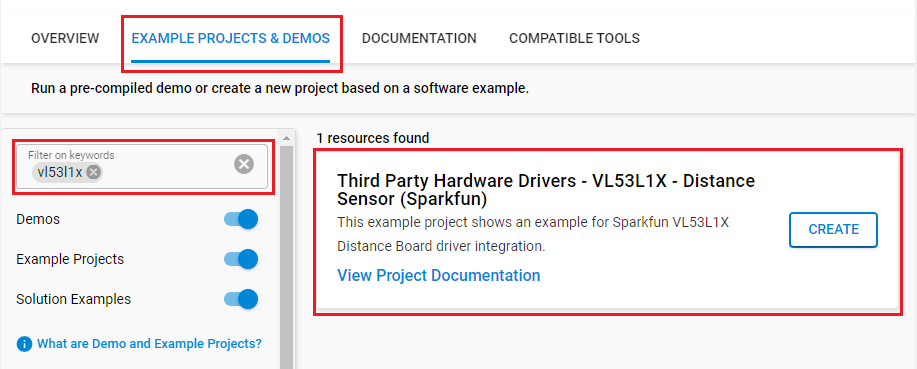 OVERVIEW
EXAMPLE PROJECTS & DEMOS
DOCUMENTATION
COMPATIBLE TOOLS
Run a pre-compiled demo or create a new project based on a software example.
Filter on keywords
vl53l1x
Demos
Example Projects
Solution Examples
What are Demo and Example Projects?
1 resources found
Third Party Hardware Drivers - VL53L1X - Distance
Sensor (Sparkfun)
This example project shows an example for Sparkfun VL53L1X
Distance Board driver integration.
View Project Documentation
CREATE